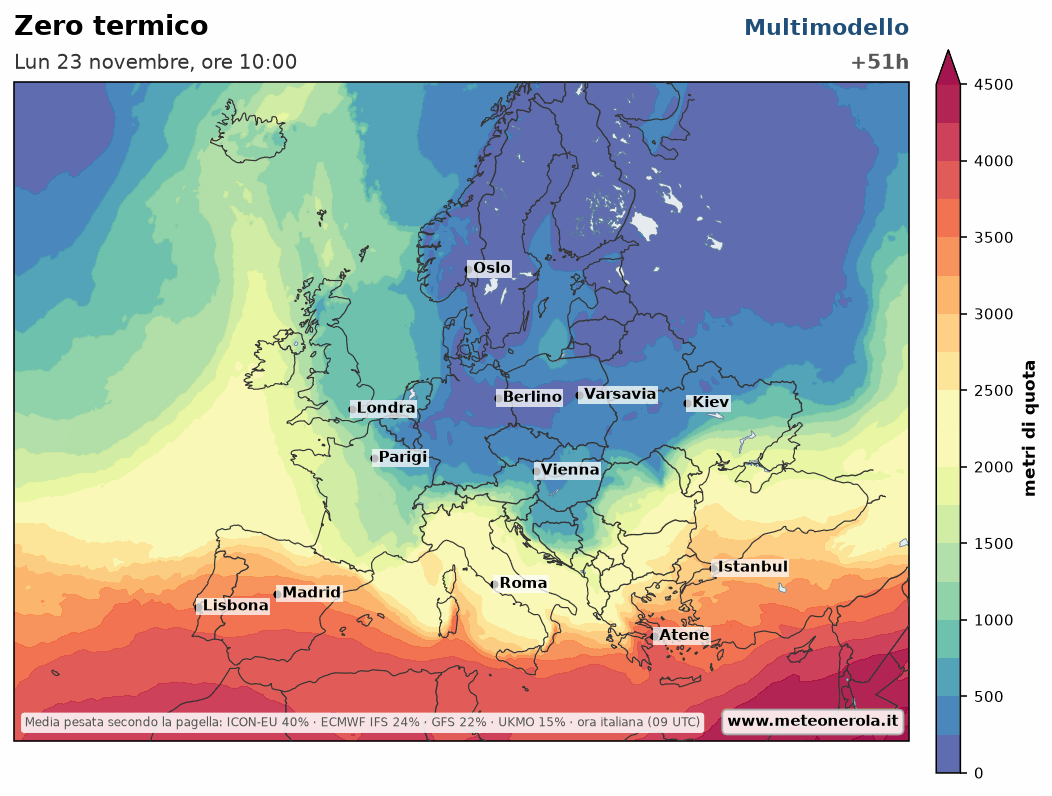 Zero termico
Multimodello
Lun 23 novembre, ore 10:00
+51h
4500
4000
3500
3000
2500
2000
1500
1000
500
0
metri di quota
Oslo
Berlino
Varsavia
Kiev
Londra
Parigi
Vienna
Istanbul
Roma
Madrid
Lisbona
Atene
Media pesata secondo la pagella: ICON-EU 40% · ECMWF IFS 24% · GFS 22% · UKMO 15% · ora italiana (09 UTC)
www.meteonerola.it